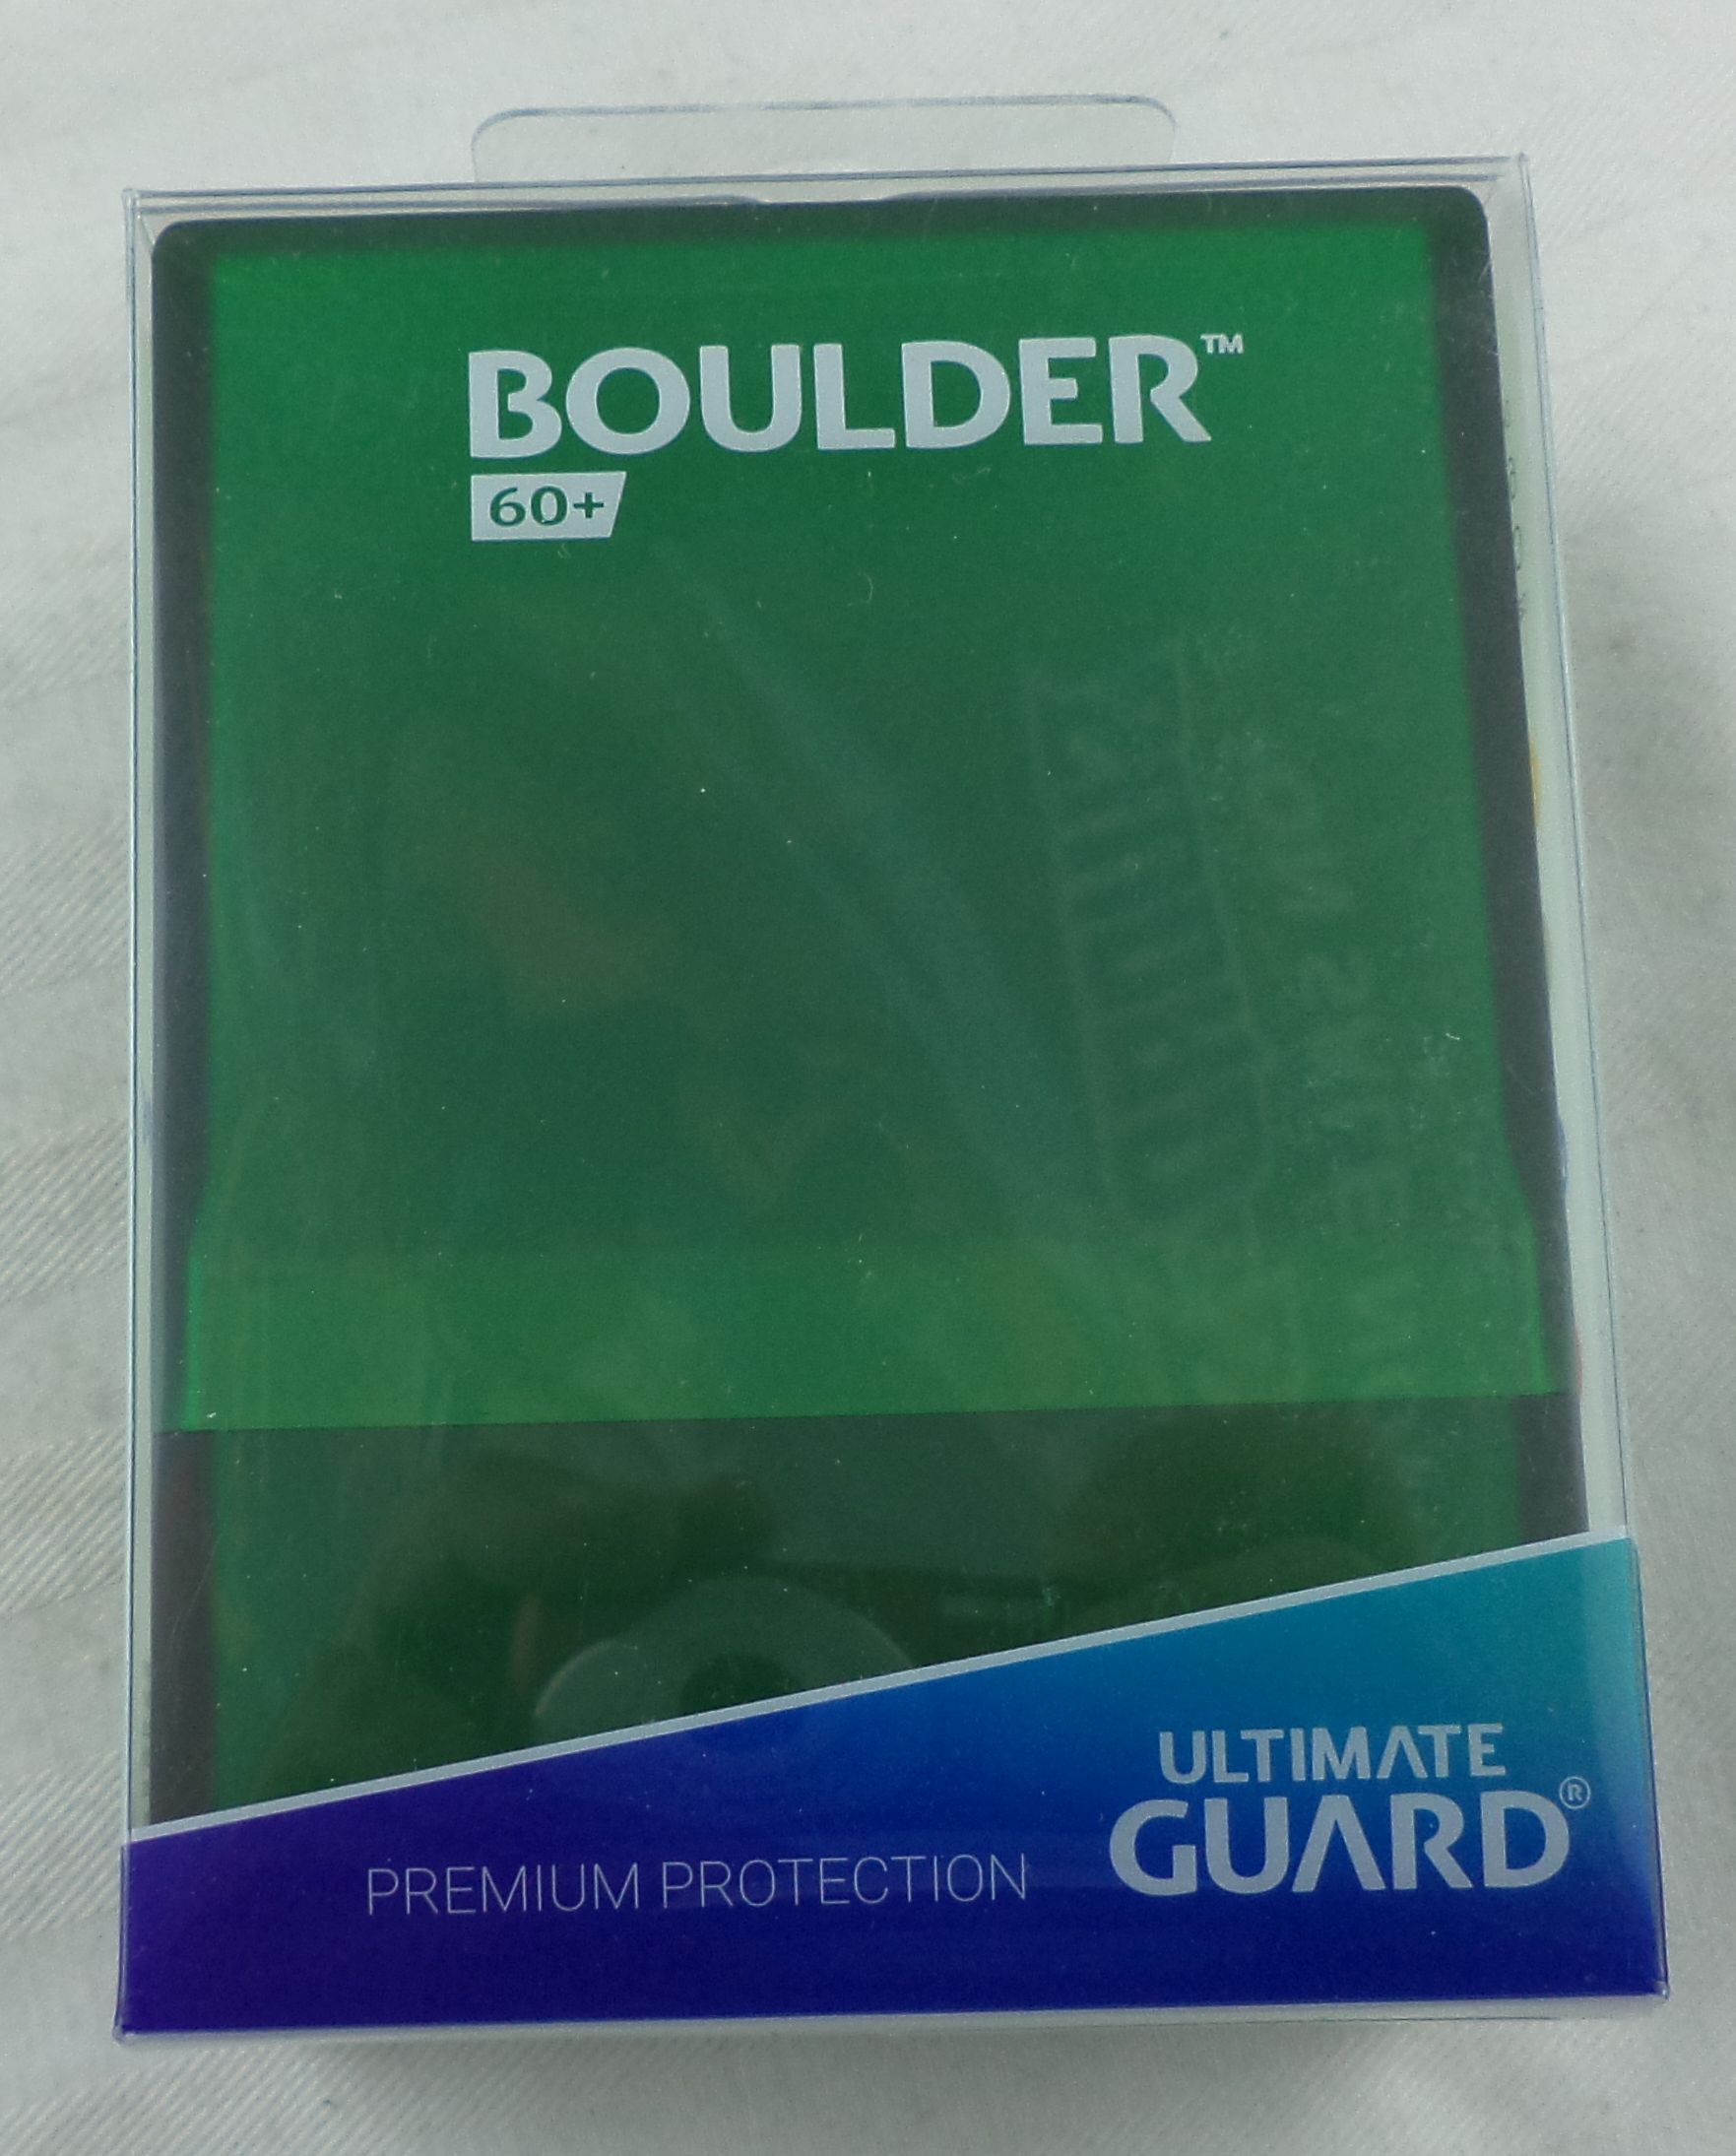 BOULDER™
60+
ULTIMATE
GUARD®
PREMIUM PROTECTION